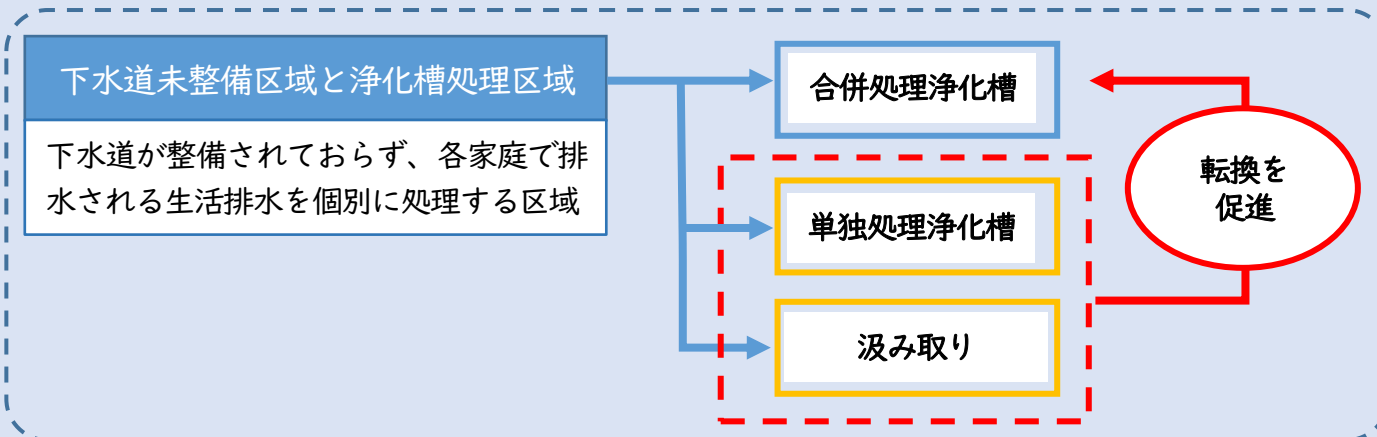 下水道未整備区域と浄化槽処理区域
下水道が整備されておらず、各家庭で排
水される生活排水を個別に処理する区域
合併処理浄化槽
単独処理浄化槽
汲み取り
転換を
促進